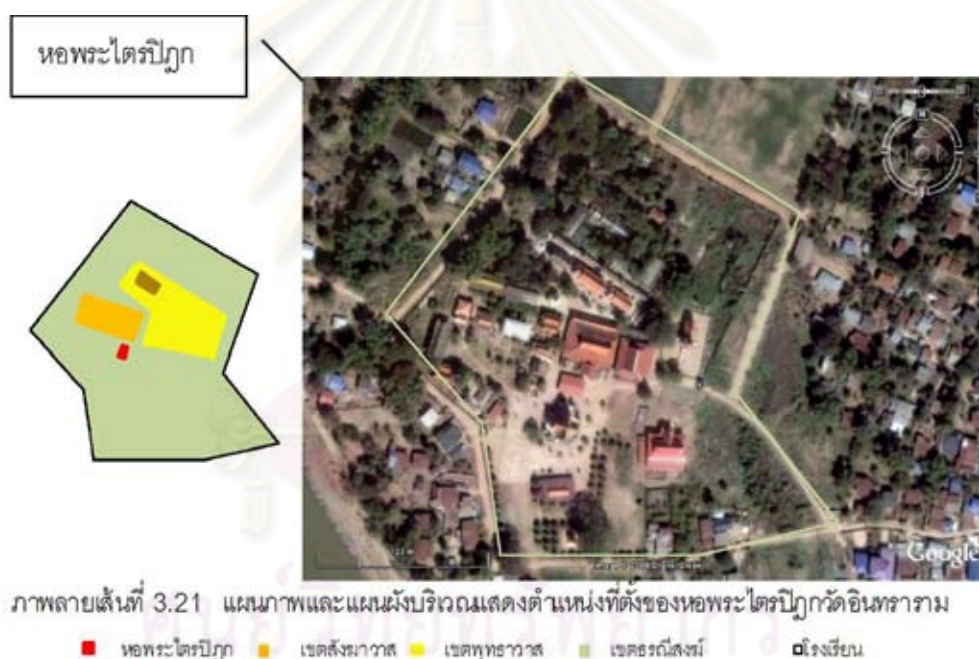 หอพระไตรปิฎก
Google
ภาพลายเส้นที่ 3.21 แผนภาพและแผนผังบริเวณแสดงตำแหน่งที่ตั้งของหอพระไตรปิฎกวัดอินทราราม
หอพระไตรปิฎก เขตสังฆาวาส เขตพุทธาวาส เขตธรณีสงฆ์ โรงเรียน